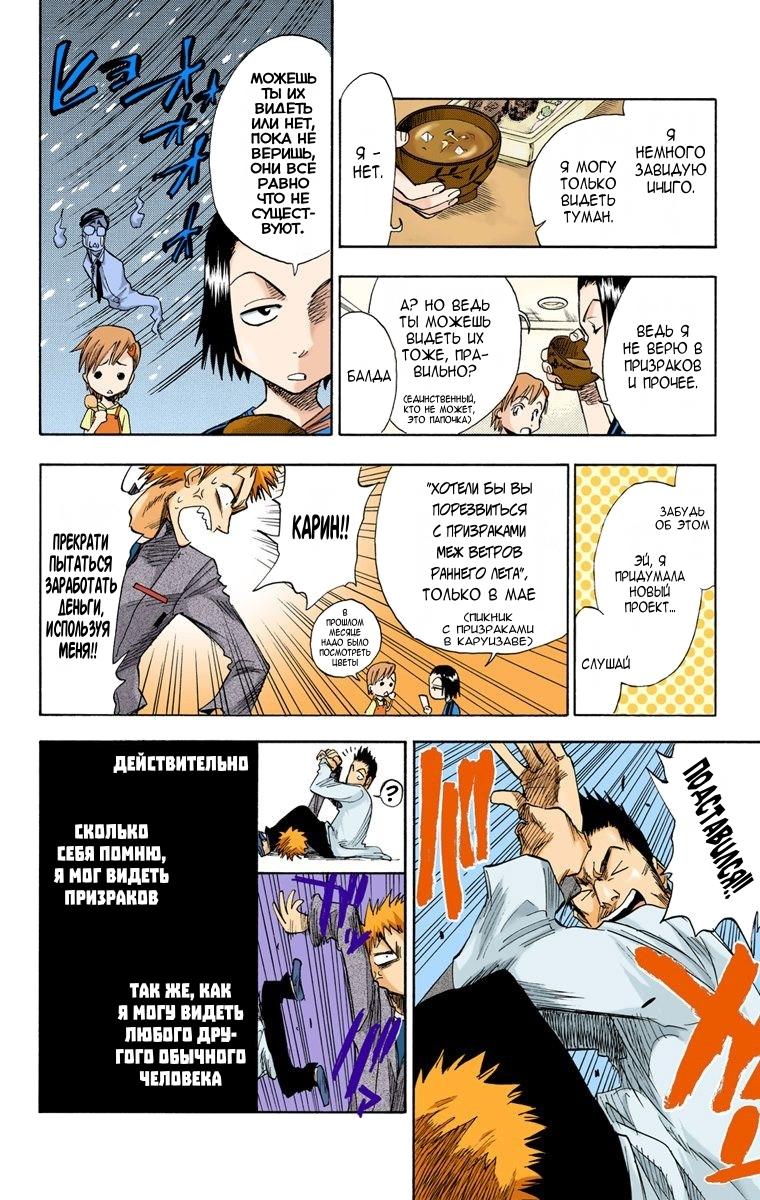 Я
НЕМНОГО
ЗАВИДУЮ
ИЧИГО.
Я МОГУ
ТОЛЬКО
ВИДЕТЬ
ТУМАН.
Я -
НЕТ.
ВЕДЬ Я
НЕ ВЕРЮ В
ПРИЗРАКОВ
И ПРОЧЕЕ.
А? НО ВЕДЬ
ТЫ МОЖЕШЬ
ВИДЕТЬ ИХ
ТОЖЕ, ПРА-
ВИЛЬНО?
(ЕДИНСТВЕННЫЙ,
КТО НЕ МОЖЕТ,
ЭТО ПАПОЧКА)
БАЛДА
МОЖЕШЬ
ТЫ ИХ
ВИДЕТЬ
ИЛИ НЕТ,
ПОКА НЕ
ВЕРИШЬ,
ОНИ ВСЕ
РАВНО
ЧТО НЕ
СУЩЕСТ-
ВУЮТ.
ヒョオオ
ЗАБУДЬ
ОБ ЭТОМ
ЭЙ, Я
ПРИДУМАЛА
НОВЫЙ
ПРОЕКТ...
СЛУШАЙ
"ХОТЕЛИ БЫ ВЫ
ПОРЕЗВИТЬСЯ
С ПРИЗРАКАМИ
МЕЖ ВЕТРОВ
РАННЕГО ЛЕТА",
ТОЛЬКО В МАЕ
(ПИКНИК
С ПРИЗРАКАМИ
В КАРУИЗАВЕ)
В
ПРОШЛОМ
МЕСЯЦЕ
НАДО БЫЛО
ПОСМОТРЕТЬ
ЦВЕТЫ
КАРИН!!
ПРЕКРАТИ
ПЫТАТЬСЯ
ЗАРАБОТАТЬ
ДЕНЬГИ,
ИСПОЛЬЗУЯ
МЕНЯ!!
ПОДСТАВИЛСЯ!!
?
ДЕЙСТВИТЕЛЬНО
СКОЛЬКО
СЕБЯ ПОМНЮ,
Я МОГ ВИДЕТЬ
ПРИЗРАКОВ
ТАК ЖЕ, КАК
Я МОГУ ВИДЕТЬ
ЛЮБОГО ДРУ-
ГОГО ОБЫЧНОГО
ЧЕЛОВЕКА